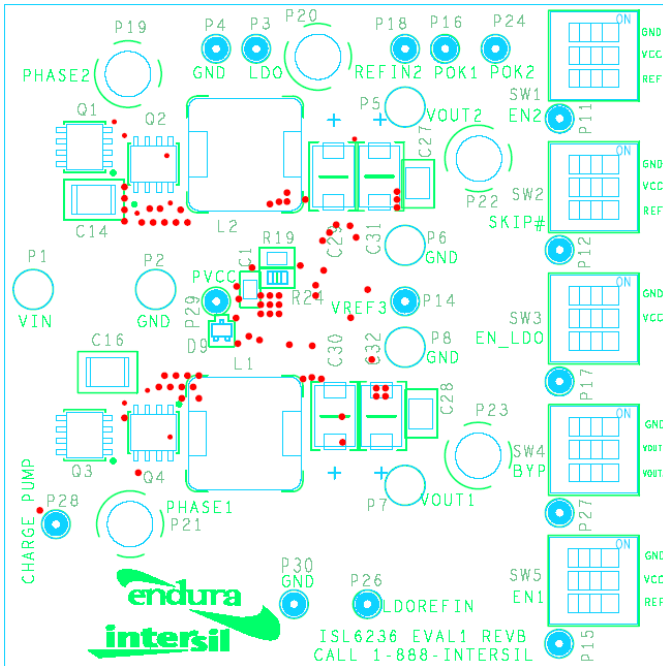 P19
P4
P3
P20
P18
P16
P24
ON
GND
VCC
REF
PHASE2
GND
LDO
REFIN2
POK1
POK2
SW1
EN2
P11
Q1
Q2
P5
VOUT2
C27
ON
GND
VCC
REF
P22
SW2
SKIP#
P12
C14
L2
C29
C31
P6
GND
P1
VIN
P2
GND
PVCC
P29
C1
R19
R24
VREF3
P14
ON
GND
VCC
SW3
EN_LDO
P17
D9
C16
L1
C30
C32
P8
GND
C28
P23
ON
GND
VOUT
VOUT
SW4
BYP
P27
Q3
Q4
CHARGE PUMP
P28
PHASE1
P21
P7
VOUT1
ON
GND
VCC
REF
SW5
EN1
P15
P30
GND
P26
LDOREFIN
endura
intersil
ISL6236 EVAL1 REVB
CALL 1-888-INTERSIL